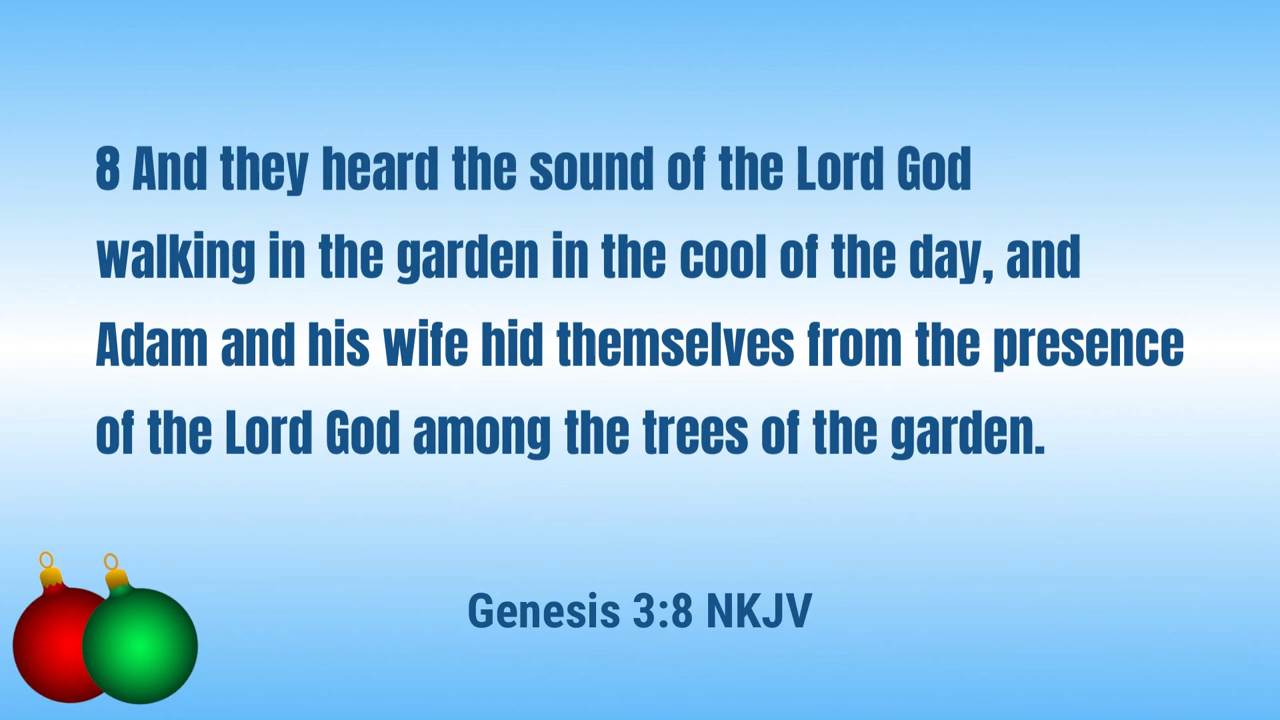 8 And they heard the sound of the Lord God
walking in the garden in the cool of the day, and
Adam and his wife hid themselves from the presence
of the Lord God among the trees of the garden.
Genesis 3:8 NKJV